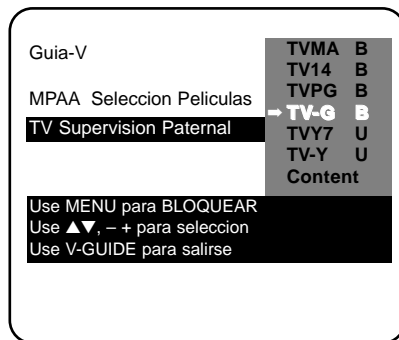 Guia-V
MPAA Seleccion Peliculas
TV Supervision Paternal
TVMA B
TV14 B
TVPG B
➡ TV-G B
TVY7 U
TV-Y U
Content
Use MENU para BLOQUEAR
Use ▲▼, – + para seleccion
Use V-GUIDE para salirse